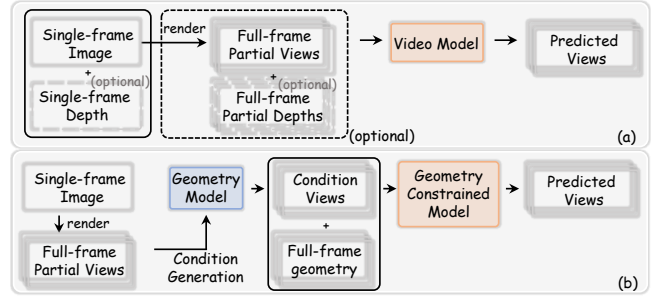 Single-frame
Image
+
(optional)
Single-frame
Depth
render
Full-frame
Partial Views
+
(optional)
Full-frame
Partial Depths
(optional)
Video Model
Predicted
Views
(a)
Single-frame
Image
render
Full-frame
Partial Views
Condition
Generation
Geometry
Model
Condition
Views
+
Full-frame
geometry
Geometry
Constrained
Model
Predicted
Views
(b)